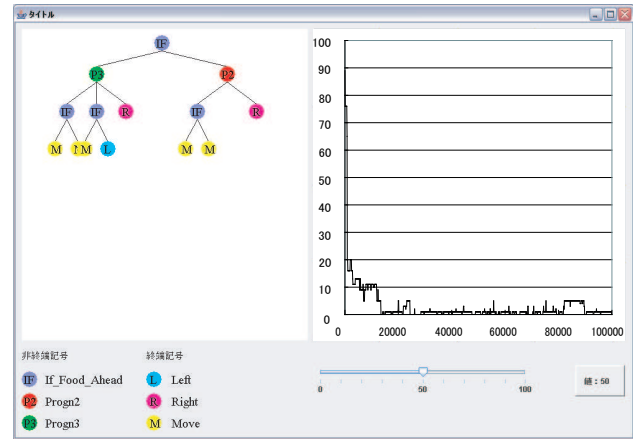 タイトル
IF
P3 P2
IF IF R IF R
M M M L M M
100
90
80
70
60
50
40
30
20
10
0
0 20000 40000 60000 80000 100000
非終端記号 終端記号
IF If_Food_Ahead L Left
P2 Progn2 R Right
P3 Progn3 M Move
0 50 100
値：50